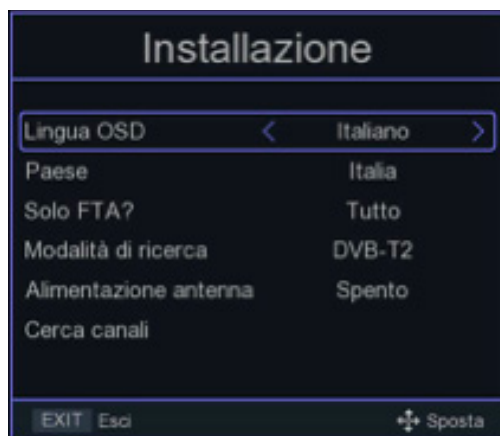 Installazione
Lingua OSD < Italiano >
Paese Italia
Solo FTA? Tutto
Modalità di ricerca DVB-T2
Alimentazione antenna Spento
Cerca canali
EXIT Esci Sposta